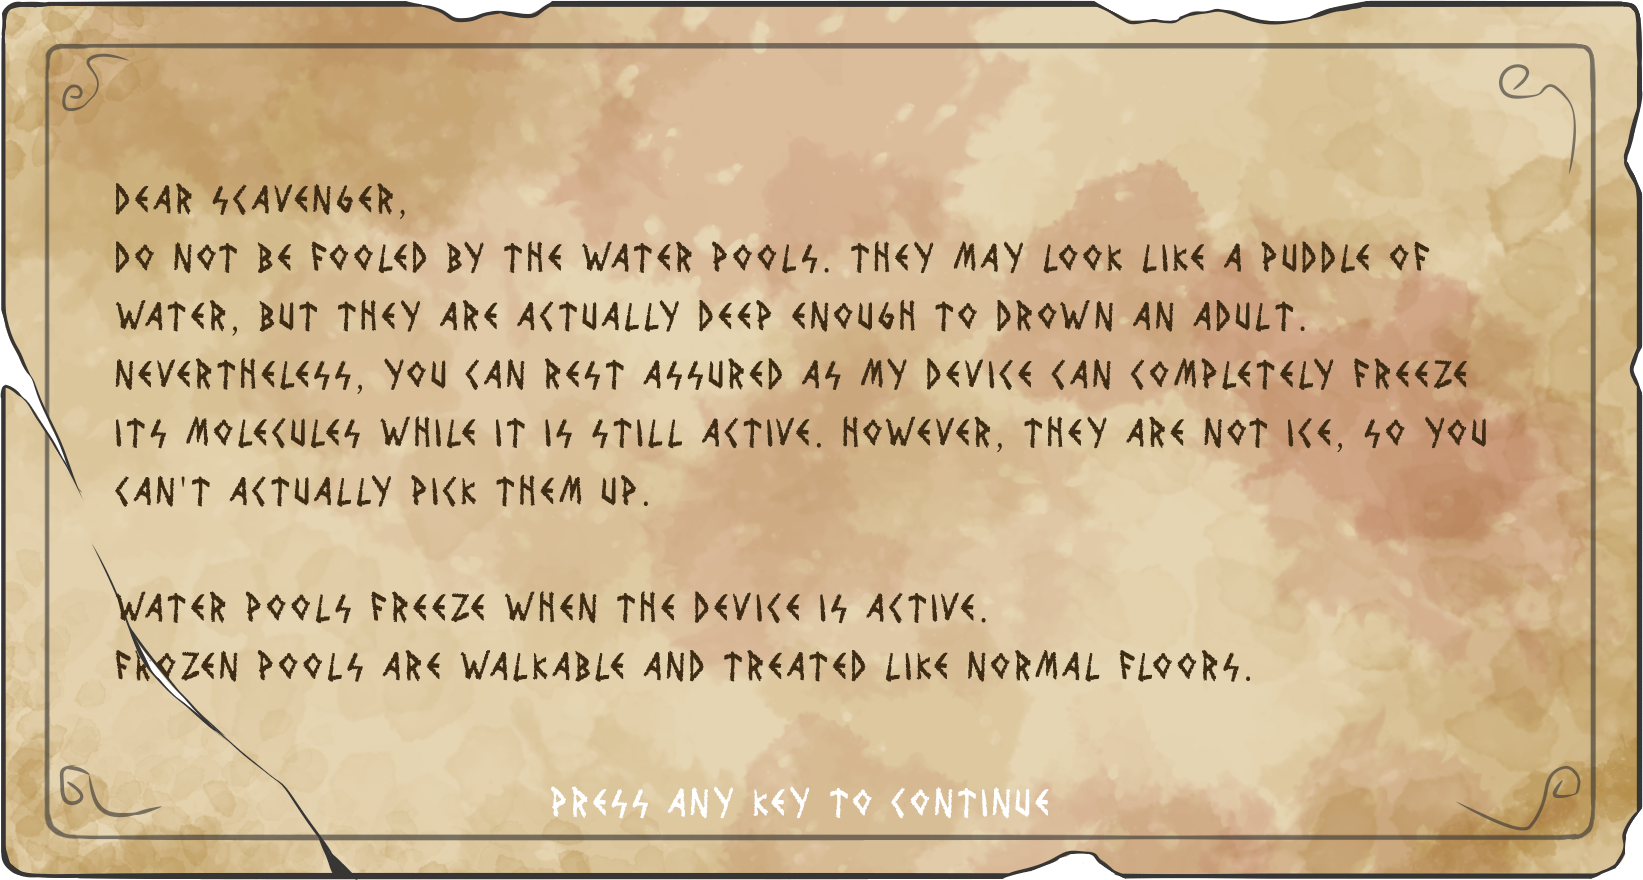 DEAR SCAVENGER,
DO NOT BE FOOLED BY THE WATER POOLS. THEY MAY LOOK LIKE A PUDDLE OF
WATER, BUT THEY ARE ACTUALLY DEEP ENOUGH TO DROWN AN ADULT.
NEVERTHELESS, YOU CAN REST ASSURED AS MY DEVICE CAN COMPLETELY FREEZE
ITS MOLECULES WHILE IT IS STILL ACTIVE. HOWEVER, THEY ARE NOT ICE, SO YOU
CAN'T ACTUALLY PICK THEM UP.
WATER POOLS FREEZE WHEN THE DEVICE IS ACTIVE.
FROZEN POOLS ARE WALKABLE AND TREATED LIKE NORMAL FLOORS.
PRESS ANY KEY TO CONTINUE